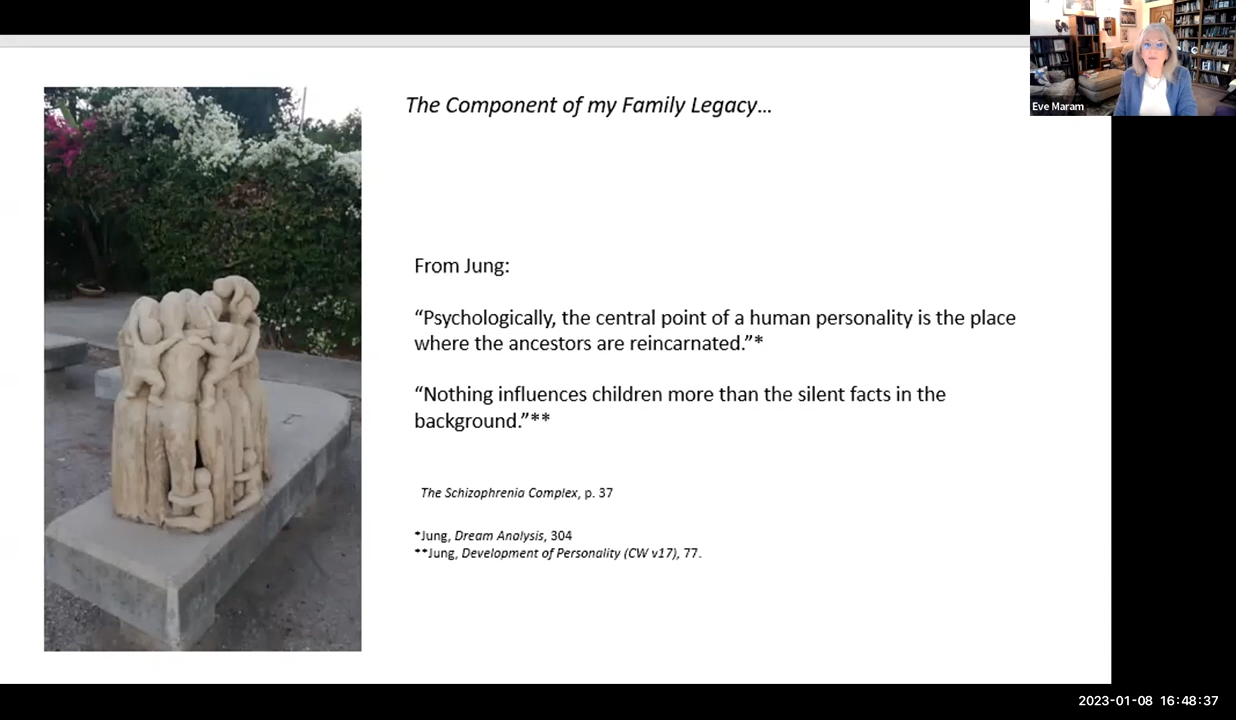 Eve Maram
The Component of my Family Legacy…
From Jung:
“Psychologically, the central point of a human personality is the place
where the ancestors are reincarnated.”*
“Nothing influences children more than the silent facts in the
background.”**
The Schizophrenia Complex, p. 37
*Jung, Dream Analysis, 304
**Jung, Development of Personality (CW v17), 77.
2023-01-08 16:48:37